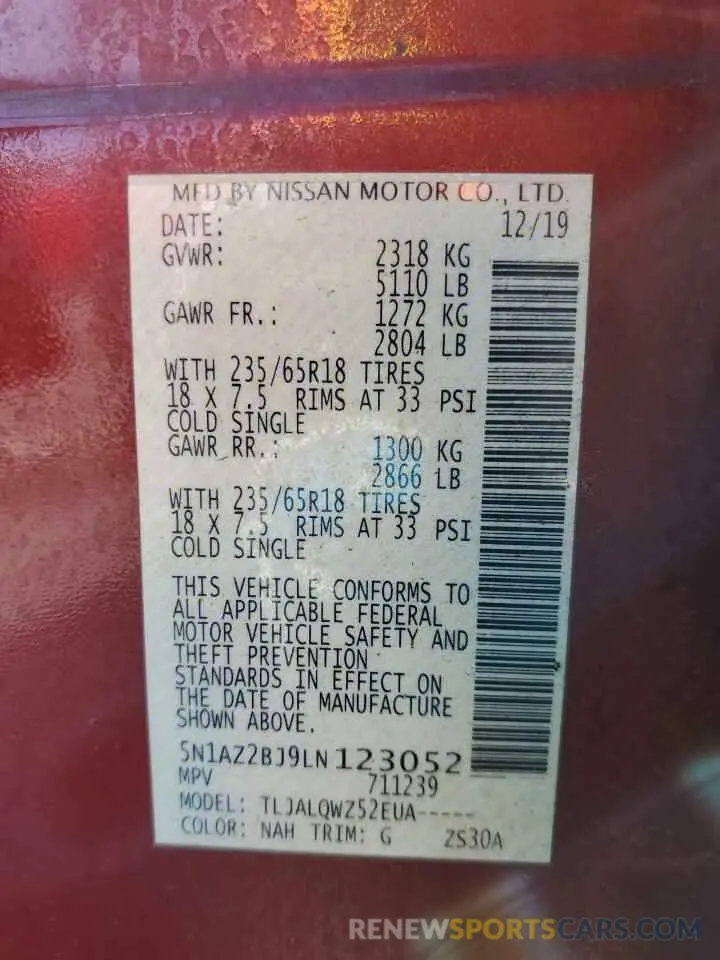 MFD BY NISSAN MOTOR CO., LTD.
DATE: 12/19
GVWR: 2318 KG
5110 LB
GAWR FR.: 1272 KG
2804 LB
WITH 235/65R18 TIRES
18 X 7.5 RIMS AT 33 PSI
COLD SINGLE
GAWR RR.: 1300 KG
2866 LB
WITH 235/65R18 TIRES
18 X 7.5 RIMS AT 33 PSI
COLD SINGLE
THIS VEHICLE CONFORMS TO
ALL APPLICABLE FEDERAL
MOTOR VEHICLE SAFETY AND
THEFT PREVENTION
STANDARDS IN EFFECT ON
THE DATE OF MANUFACTURE
SHOWN ABOVE.
5N1AZ2BJ9LN123052
MPV 711239
MODEL: TLJALQWZ52EUA-----
COLOR: NAH TRIM: G ZS30A
RENEWSPORTSCARS.COM